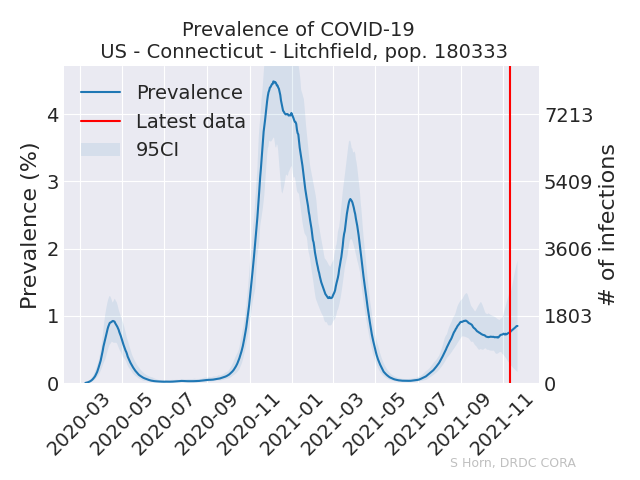 Prevalence of COVID-19
US - Connecticut - Litchfield, pop. 180333
Prevalence
Latest data
95CI
Prevalence (%)
4
3
2
1
0
7213
5409
3606
1803
0
# of infections
2020-03
2020-05
2020-07
2020-09
2020-11
2021-01
2021-03
2021-05
2021-07
2021-09
2021-11
S Horn, DRDC CORA